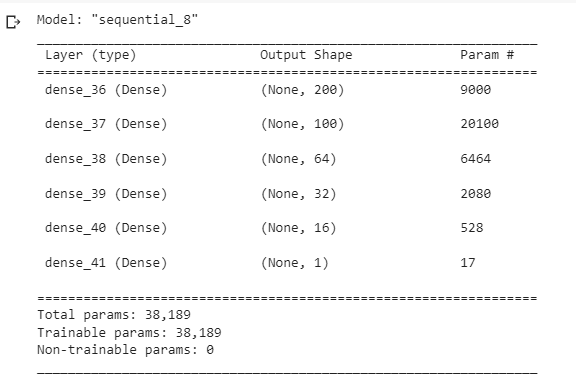 Model: "sequential_8"
Layer (type) Output Shape Param #
dense_36 (Dense) (None, 200) 9000
dense_37 (Dense) (None, 100) 20100
dense_38 (Dense) (None, 64) 6464
dense_39 (Dense) (None, 32) 2080
dense_40 (Dense) (None, 16) 528
dense_41 (Dense) (None, 1) 17
Total params: 38,189
Trainable params: 38,189
Non-trainable params: 0